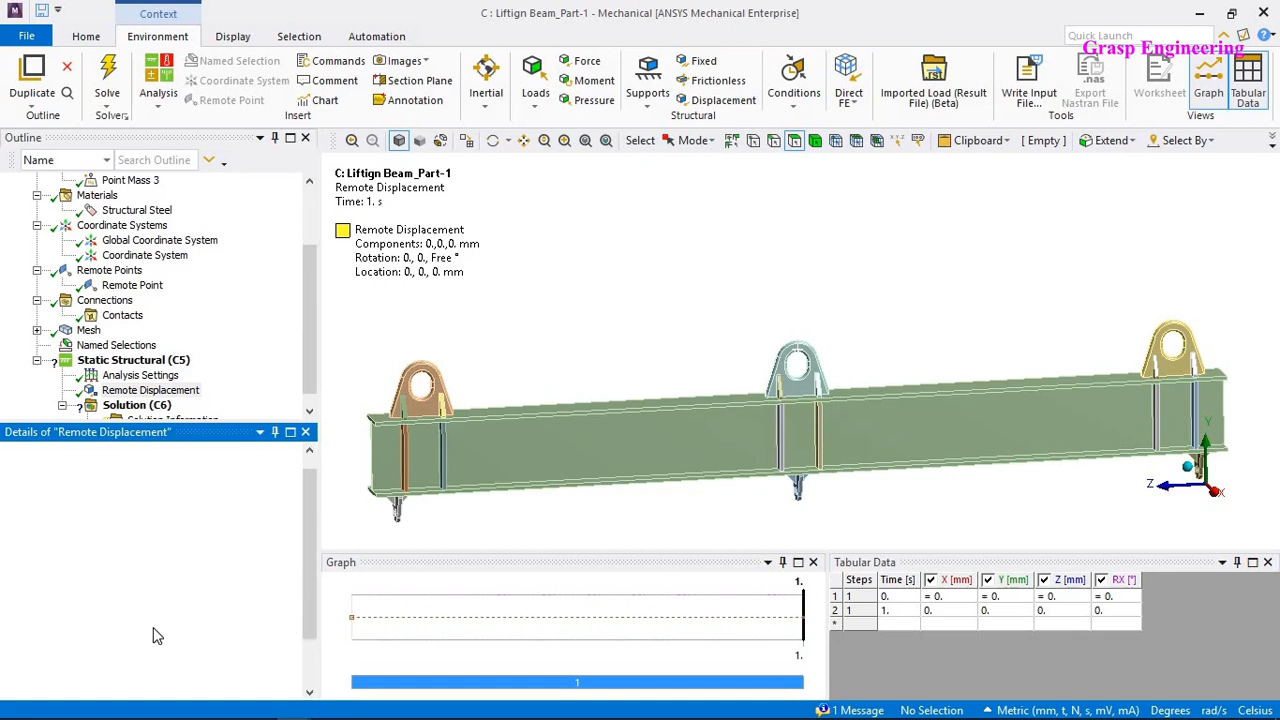 Context
C : Liftign Beam_Part-1 - Mechanical [ANSYS Mechanical Enterprise]
File
Home
Environment
Display
Selection
Automation
Quick Launch
Grasp Engineering
Duplicate
Outline
Solve
Solver
Analysis
Named Selection
Coordinate System
Remote Point
Commands
Comment
Chart
Images
Section Plane
Annotation
Insert
Inertial
Loads
Force
Moment
Pressure
Supports
Fixed
Frictionless
Displacement
Structural
Conditions
Direct FE
Imported Load (Result File) (Beta)
Write Input File...
Export Nastran File
Tools
Worksheet
Graph
Tabular Data
Views
Outline
Name
Search Outline
Select
Mode
Clipboard
[ Empty ]
Extend
Select By
Point Mass 3
Materials
Structural Steel
Coordinate Systems
Global Coordinate System
Coordinate System
Remote Points
Remote Point
Connections
Contacts
Mesh
Named Selections
Static Structural (C5)
Analysis Settings
Remote Displacement
Solution (C6)
Solution Information
Details of "Remote Displacement"
C: Liftign Beam_Part-1
Remote Displacement
Time: 1. s
Remote Displacement
Components: 0.,0.,0. mm
Rotation: 0., 0., Free °
Location: 0., 0., 0. mm
Y
Z
X
Graph
1.
1.
1
Tabular Data
Steps Time [s] X [mm] Y [mm] Z [mm] RX [°]
1 1 0. = 0. = 0. = 0. = 0.
2 1 1. 0. 0. 0. 0.
*
1 Message
No Selection
Metric (mm, t, N, s, mV, mA)
Degrees
rad/s
Celsius